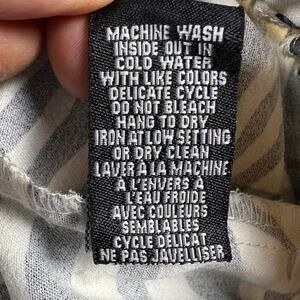 MACHINE WASH
INSIDE OUT IN
COLD WATER
WITH LIKE COLORS
DELICATE CYCLE
DO NOT BLEACH
HANG TO DRY
IRON AT LOW SETTING
OR DRY CLEAN
LAVER À LA MACHINE
À L'ENVERS À
L'EAU FROIDE
AVEC COULEURS
SEMBLABLES
CYCLE DÉLICAT
NE PAS JAVELLISER